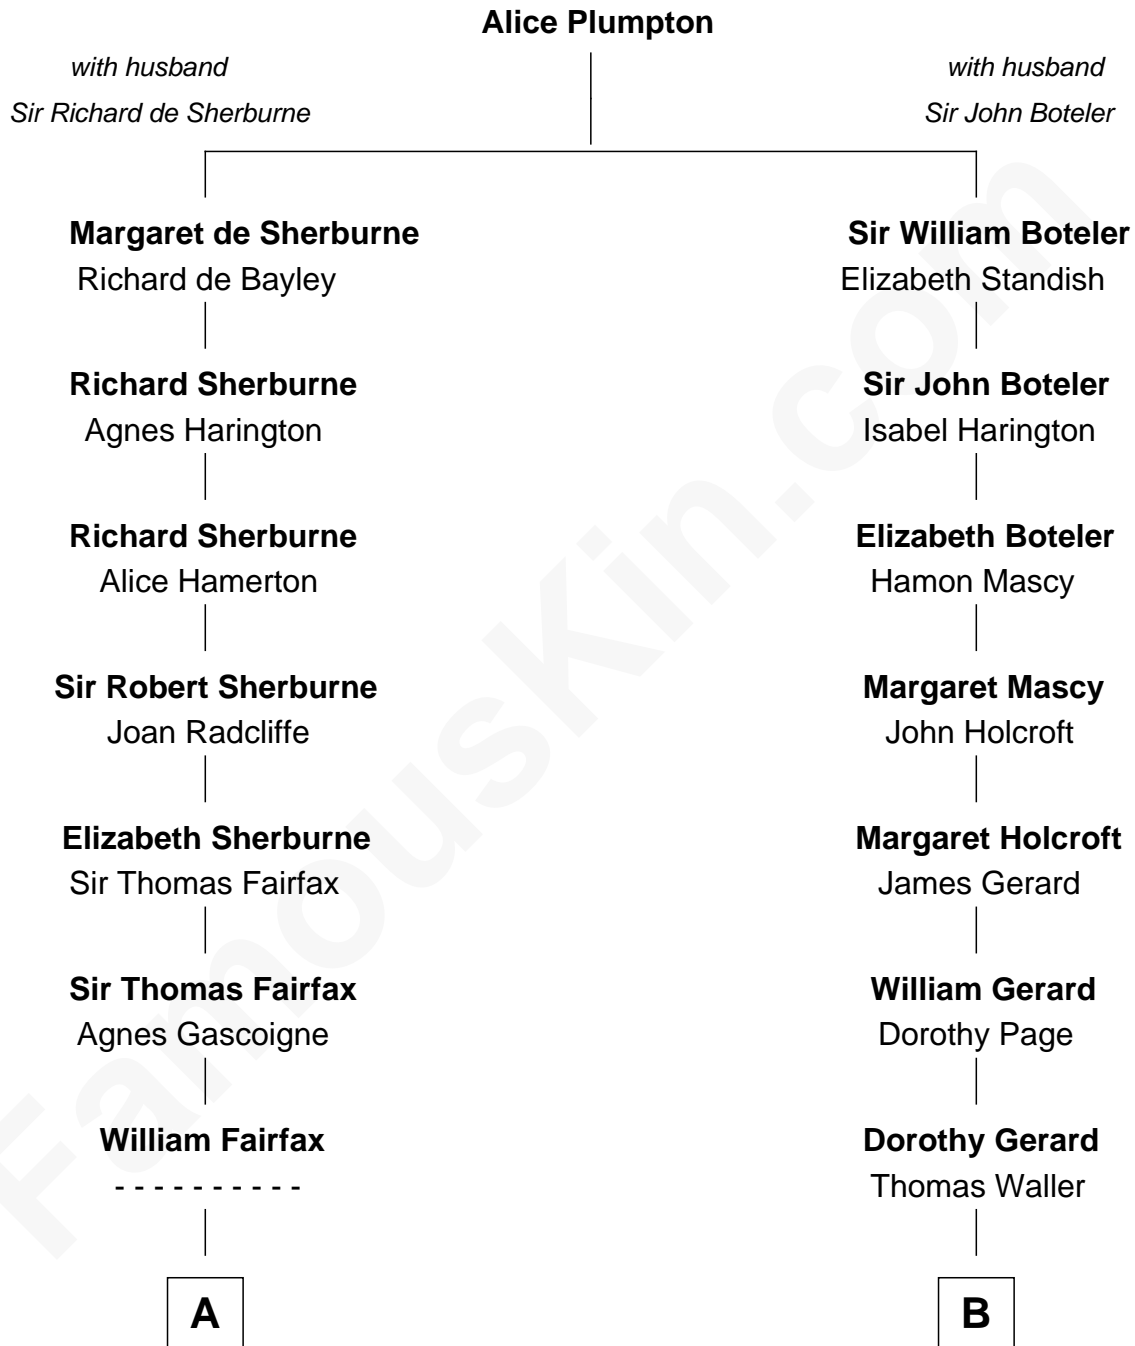 Alice Plumpton
with husband
Sir Richard de Sherburne
with husband
Sir John Boteler
Margaret de Sherburne
Richard de Bayley
Sir William Boteler
Elizabeth Standish
Richard Sherburne
Agnes Harington
Sir John Boteler
Isabel Harington
Richard Sherburne
Alice Hamerton
Elizabeth Boteler
Hamon Mascy
Sir Robert Sherburne
Joan Radcliffe
Margaret Mascy
John Holcroft
Elizabeth Sherburne
Sir Thomas Fairfax
Margaret Holcroft
James Gerard
Sir Thomas Fairfax
Agnes Gascoigne
William Gerard
Dorothy Page
William Fairfax
- - - - - - - - - -
Dorothy Gerard
Thomas Waller
A
B
FamousKin.com